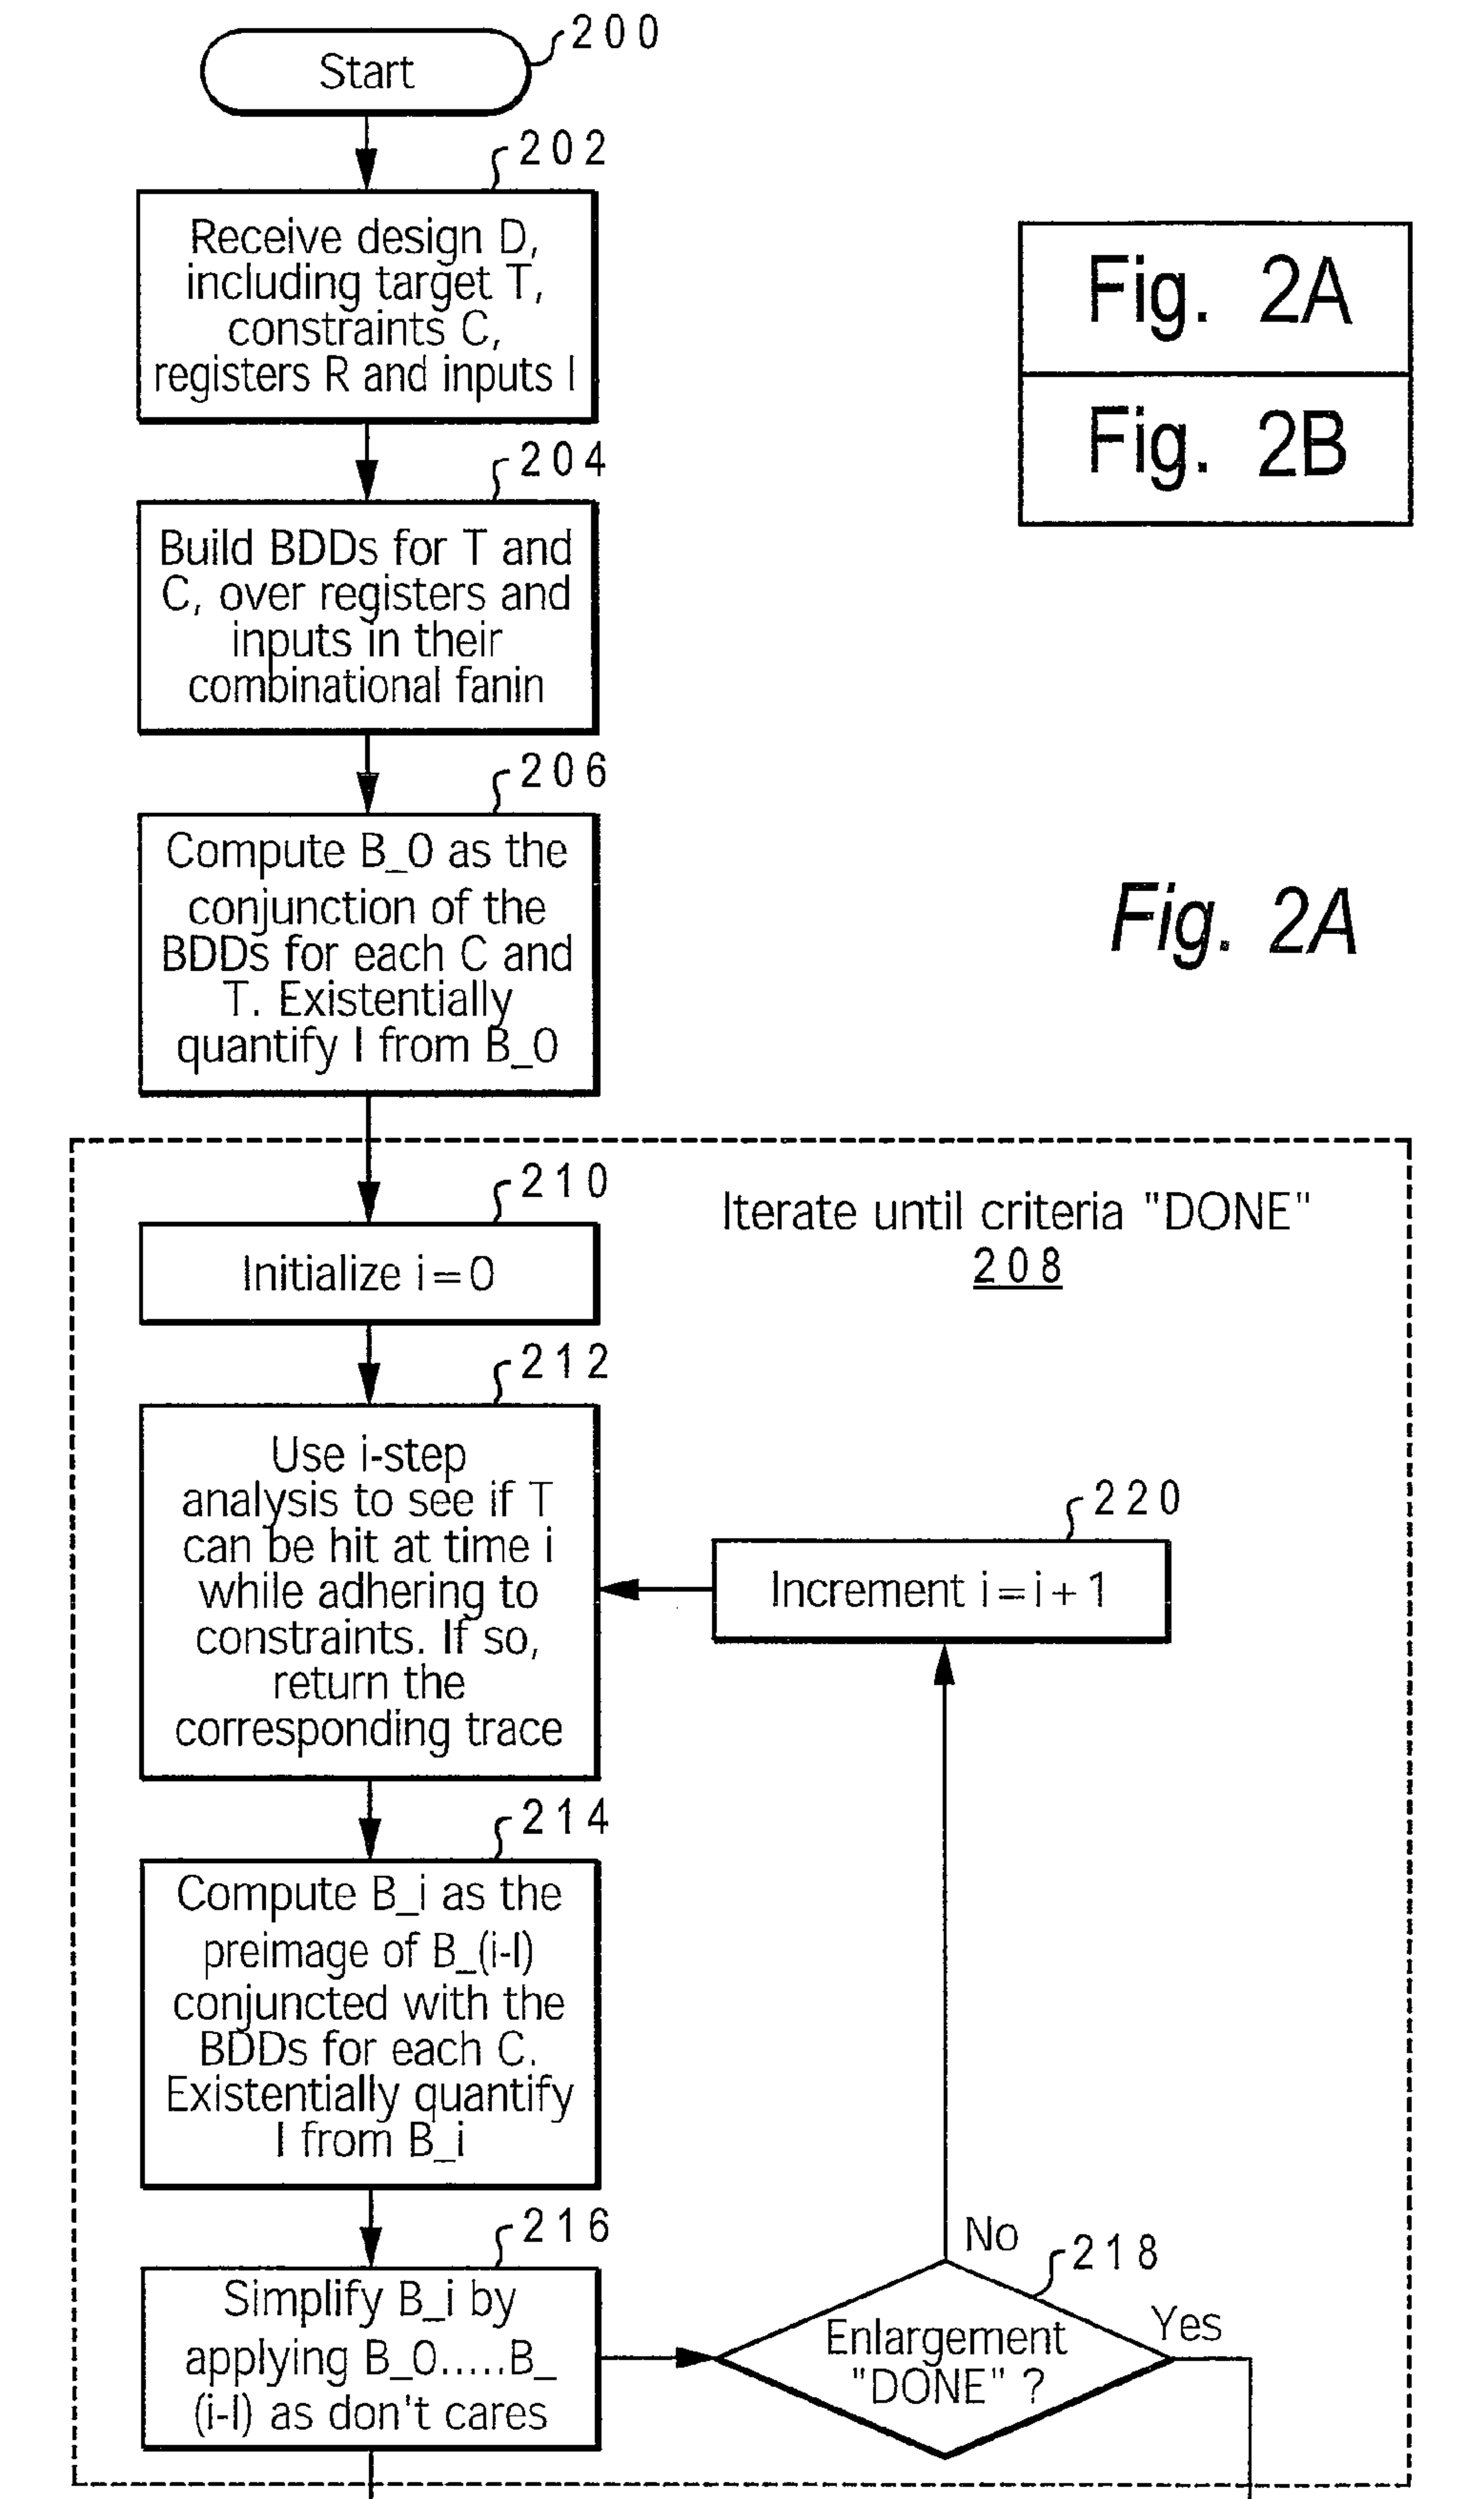 200
Start
202
Receive design D,
including target T,
constraints C,
registers R and inputs I
Fig. 2A
Fig. 2B
204
Build BDDs for T and
C, over registers and
inputs in their
combinational fanin
206
Compute B_0 as the
conjunction of the
BDDs for each C and
T. Existentially
quantify I from B_0
Fig. 2A
210
Iterate until criteria "DONE"
208
Initialize i=0
212
Use i-step
analysis to see if T
can be hit at time i
while adhering to
constraints. If so,
return the
corresponding trace
220
Increment i=i+1
214
Compute B_i as the
preimage of B_(i-I)
conjuncted with the
BDDs for each C.
Existentially quantify
I from B_i
216
Simplify B_i by
applying B_0.....B_
(i-I) as don't cares
No
218
Enlargement
"DONE" ?
Yes